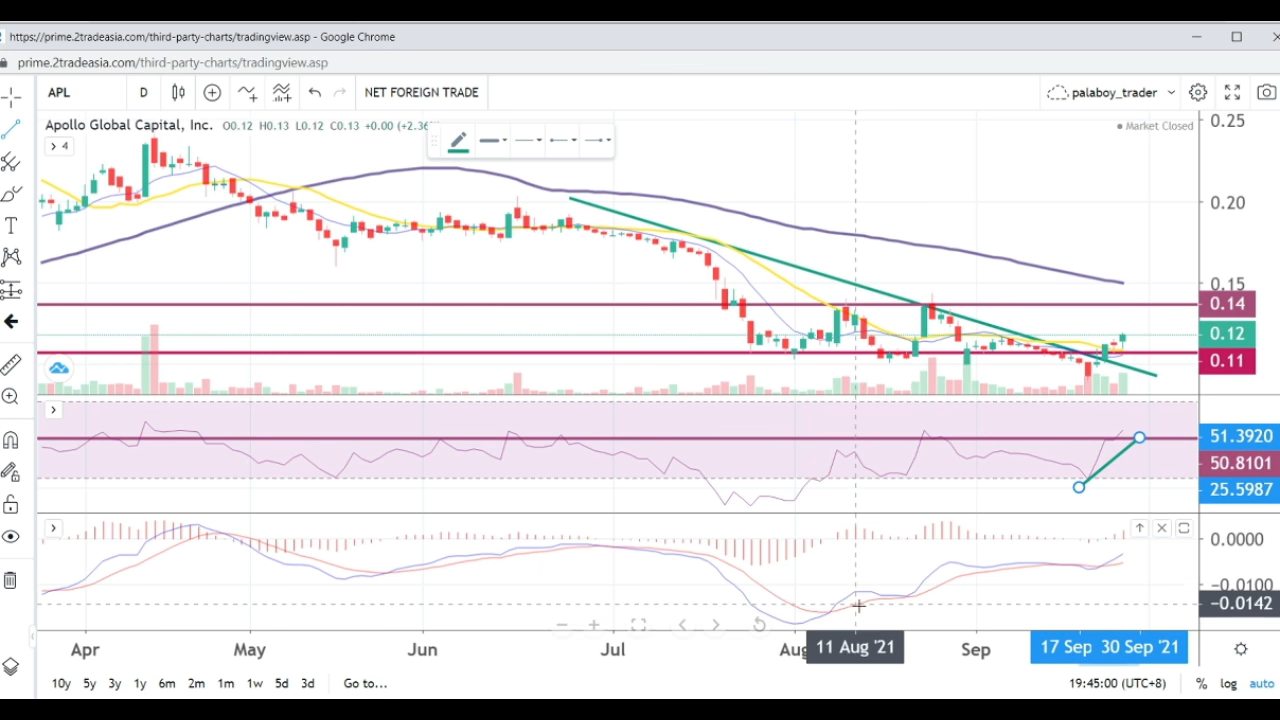 https://prime.2tradeasia.com/third-party-charts/tradingview.asp - Google Chrome
prime.2tradeasia.com/third-party-charts/tradingview.asp
APL D NET FOREIGN TRADE palaboy_trader
Apollo Global Capital, Inc. O0.12 H0.13 L0.12 C0.13 +0.00 (+2.36
Market Closed
4
0.25
0.20
0.15
0.14
0.12
0.11
51.3920
50.8101
25.5987
0.0000
−0.0100
−0.0142
Apr May Jun Jul Aug 11 Aug '21 Sep 17 Sep 30 Sep '21
10y 5y 3y 1y 6m 2m 1m 1w 5d 3d Go to... 19:45:00 (UTC+8) % log auto